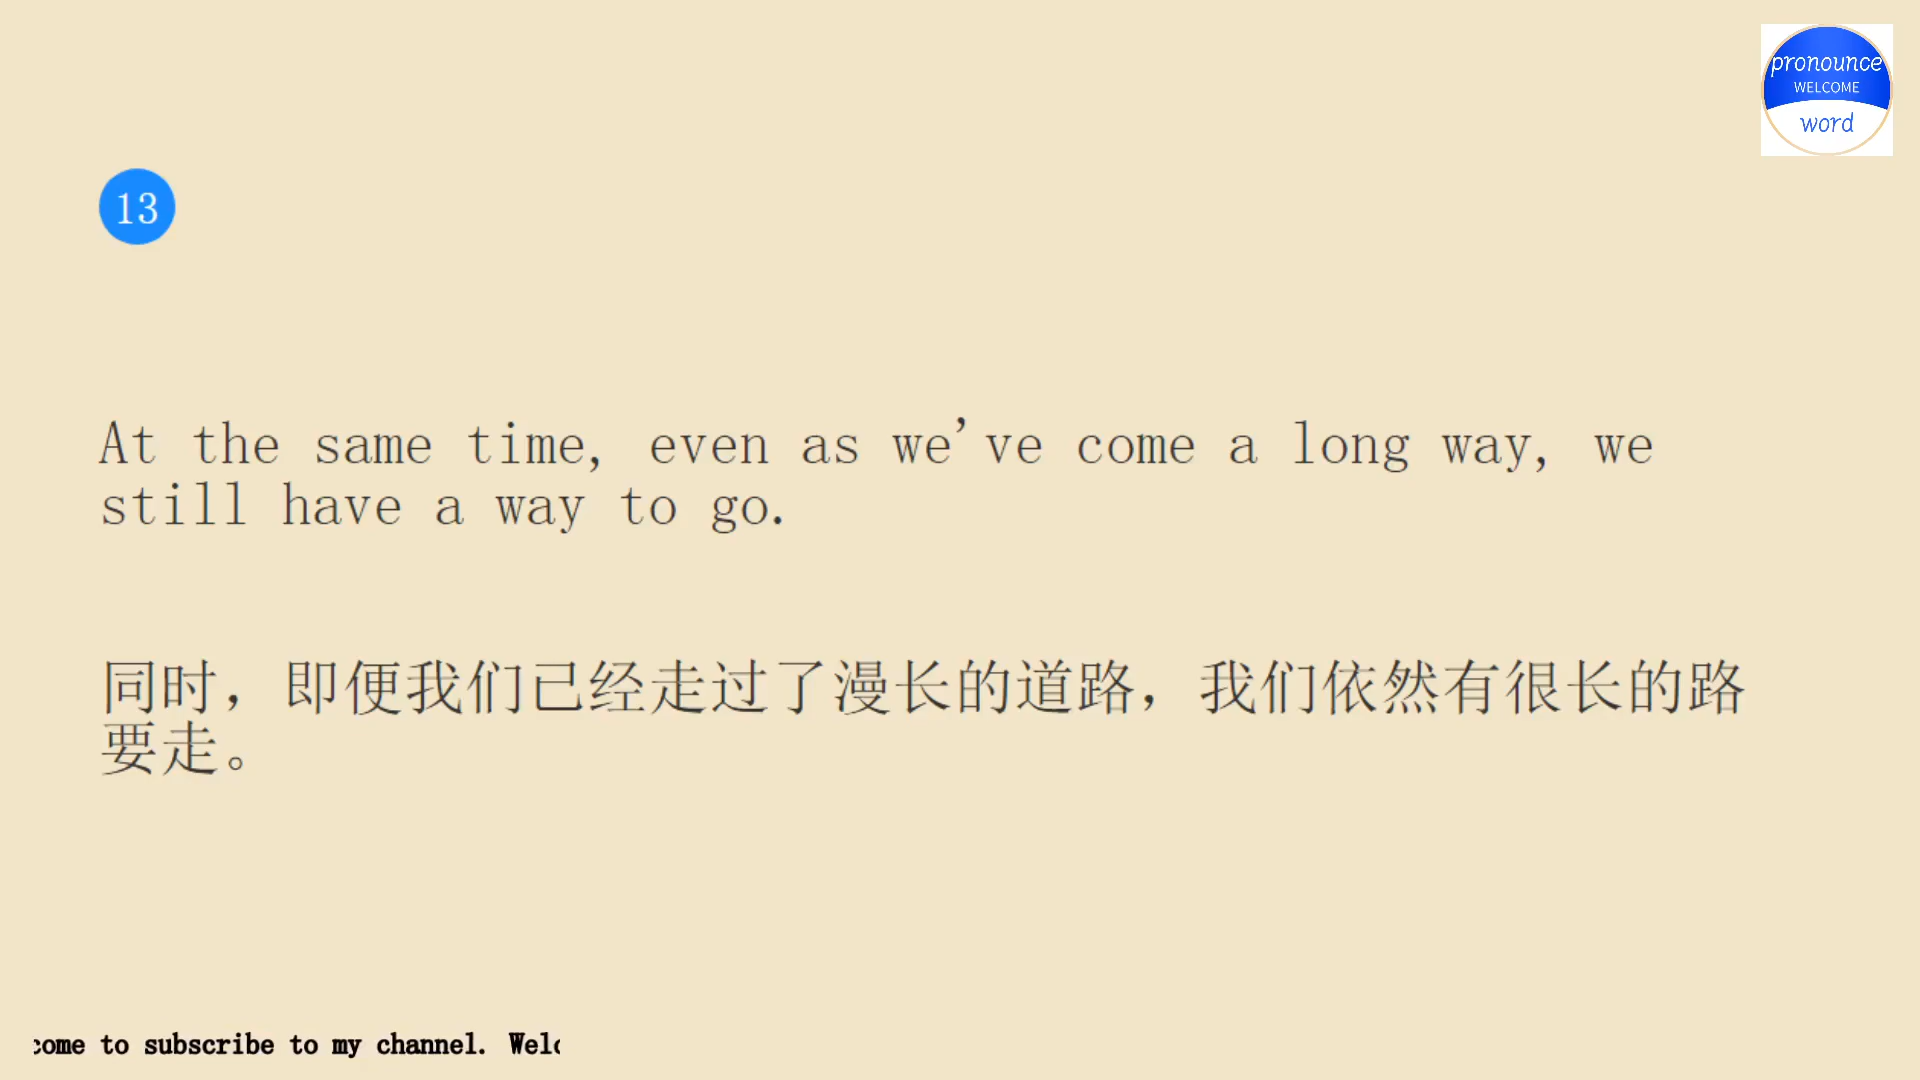 pronounce
WELCOME
word
13
At the same time, even as we've come a long way, we
still have a way to go.
同时，即便我们已经走过了漫长的道路，我们依然有很长的路
要走。
come to subscribe to my channel. Welc